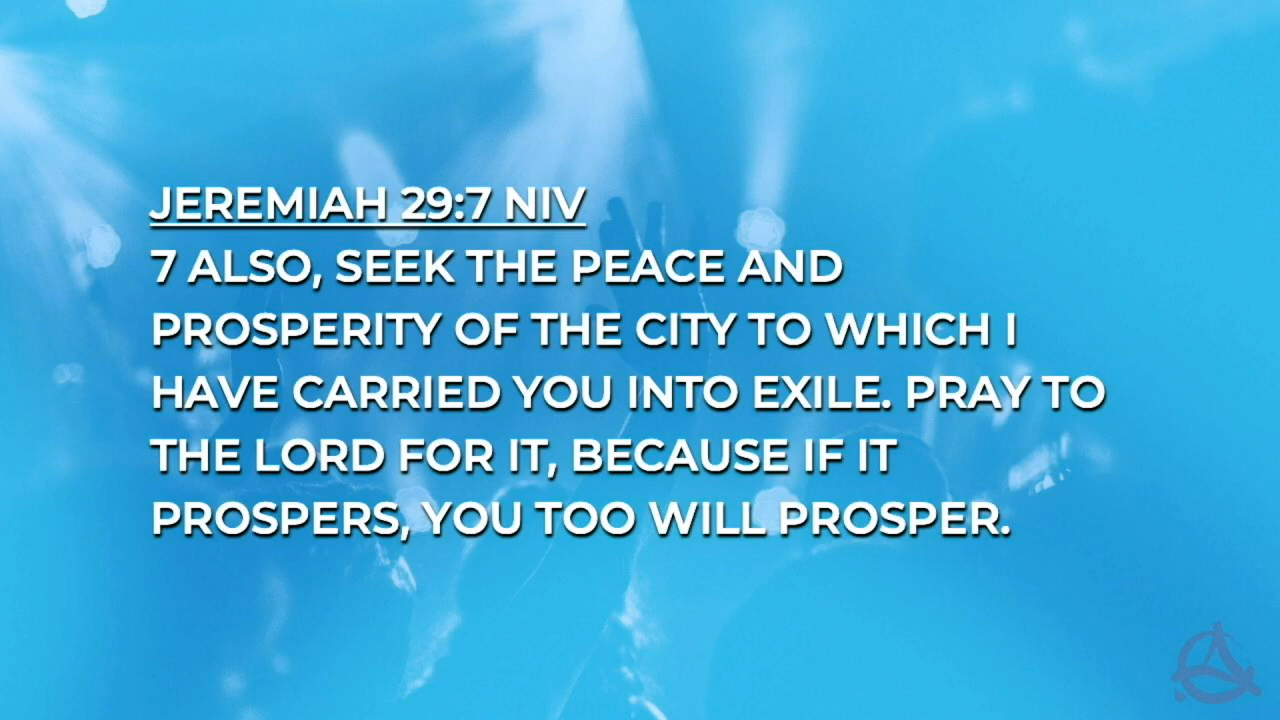 JEREMIAH 29:7 NIV
7 ALSO, SEEK THE PEACE AND
PROSPERITY OF THE CITY TO WHICH I
HAVE CARRIED YOU INTO EXILE. PRAY TO
THE LORD FOR IT, BECAUSE IF IT
PROSPERS, YOU TOO WILL PROSPER.